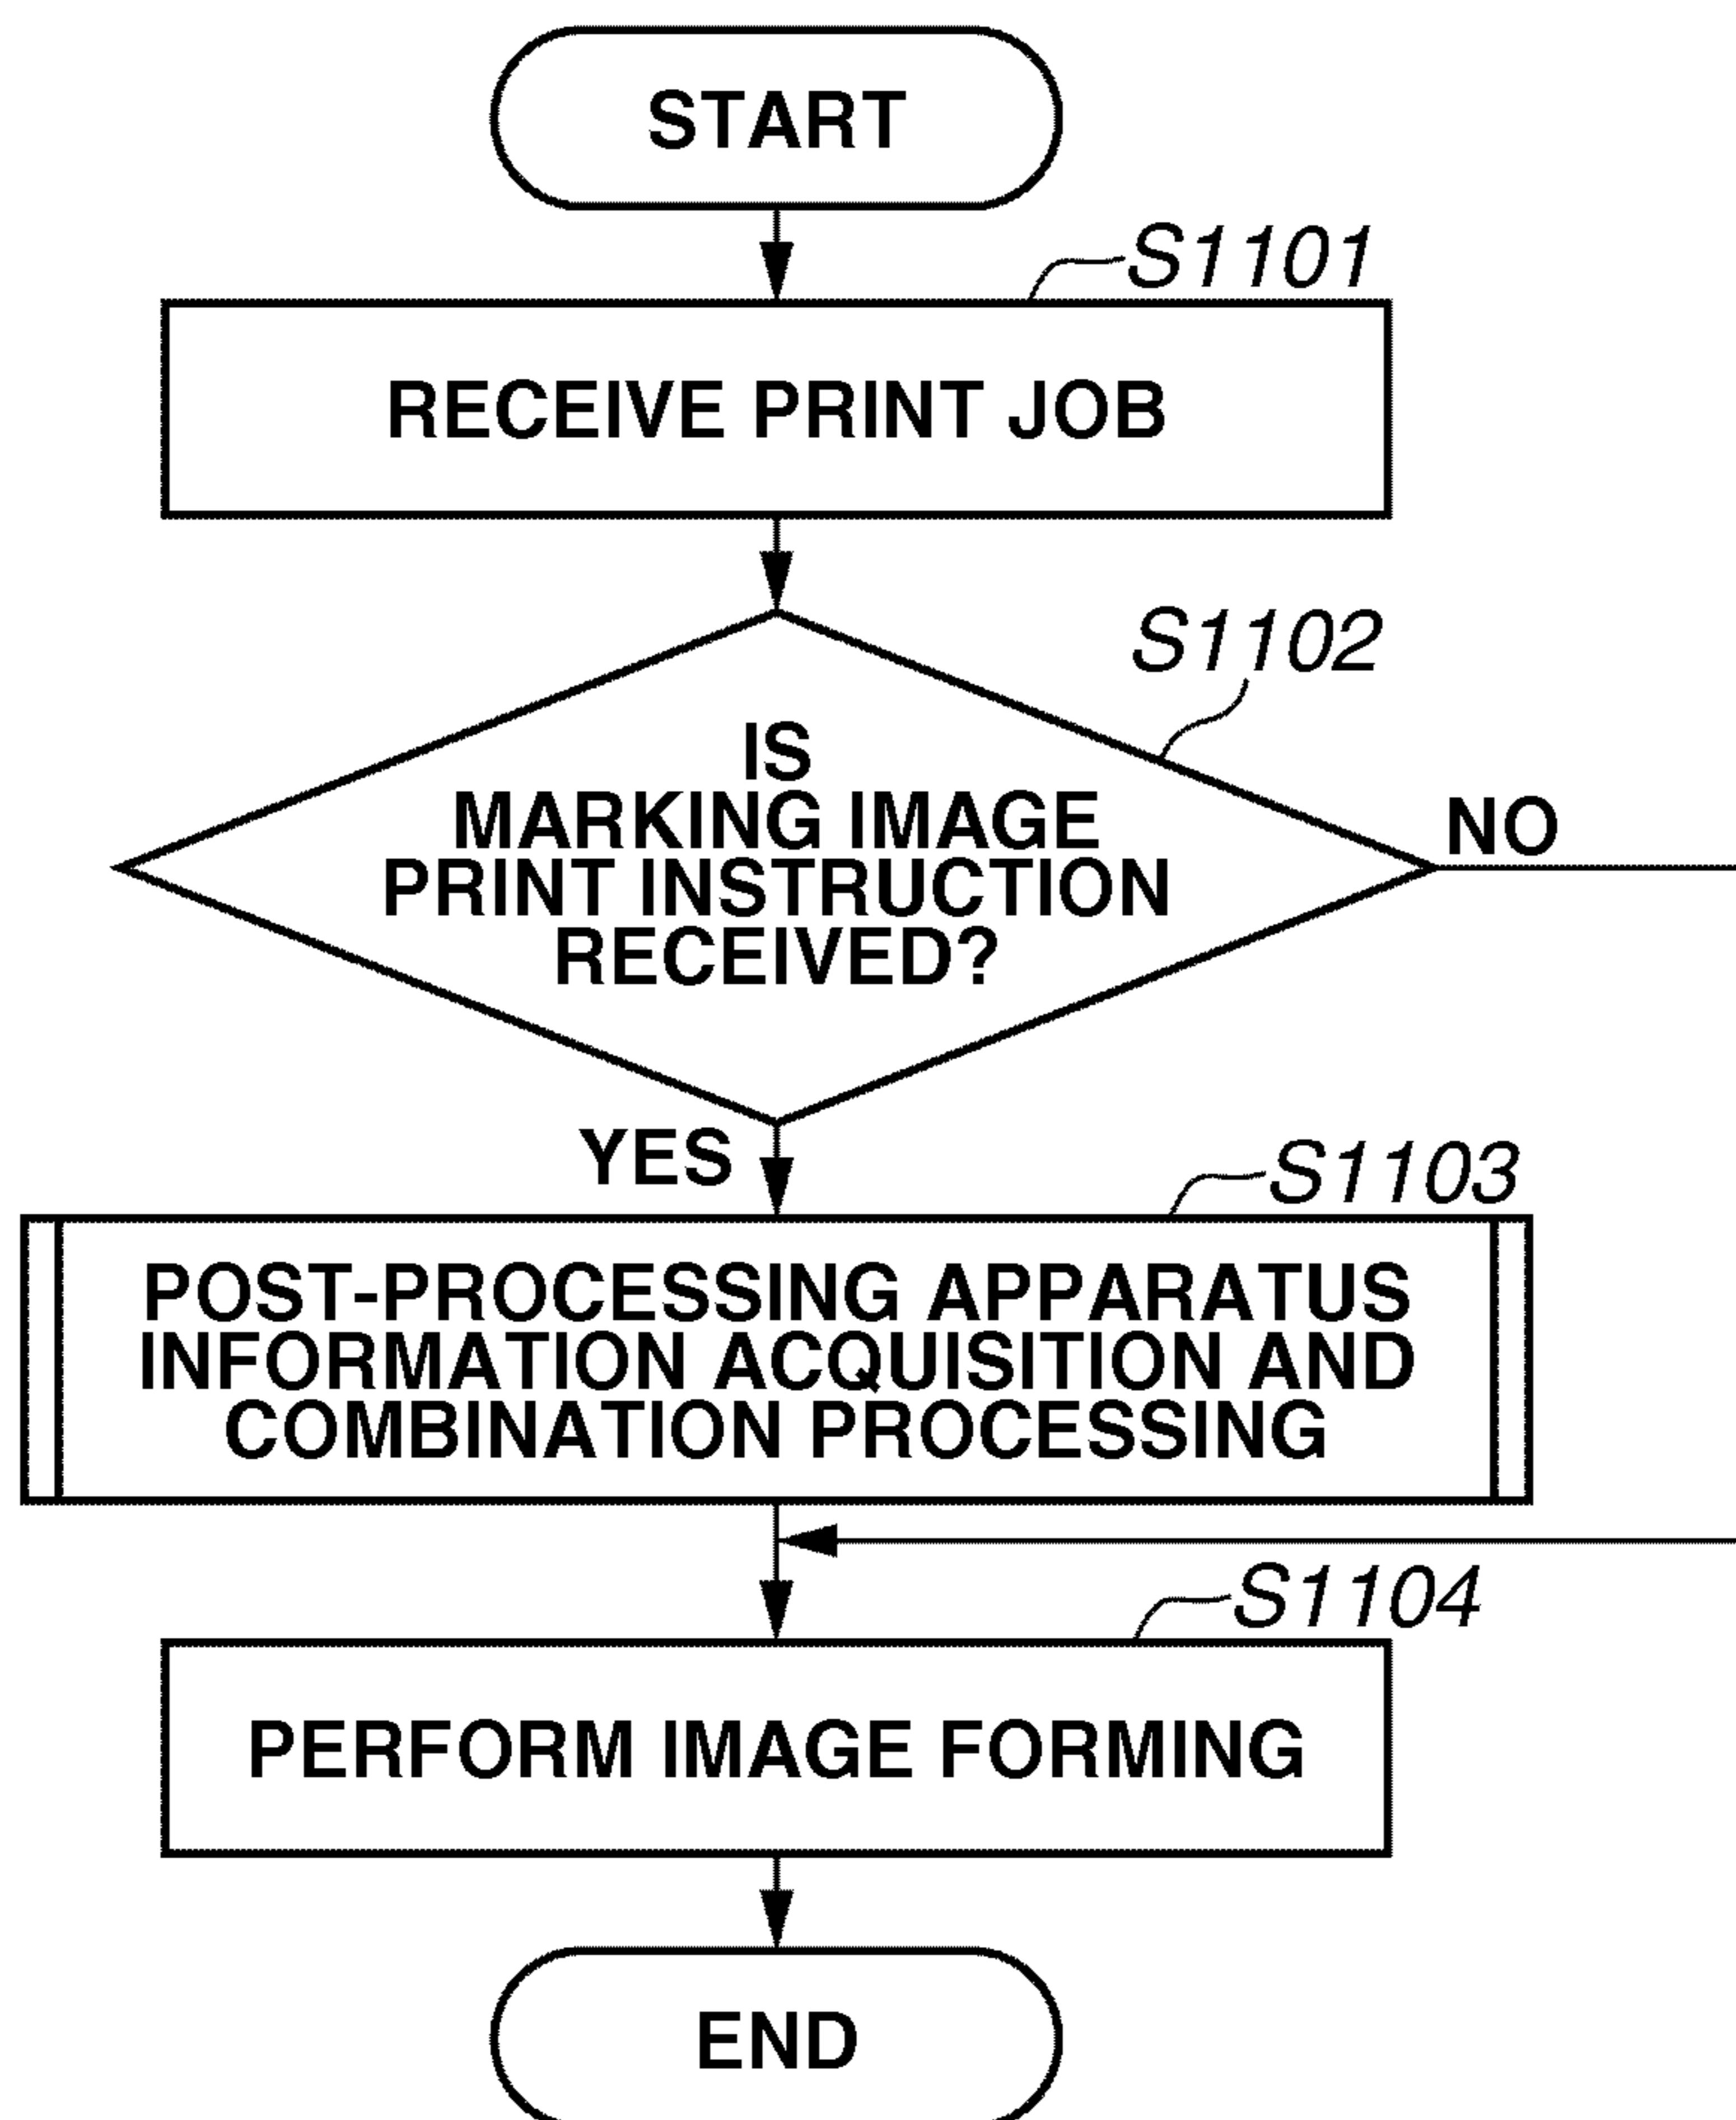 START
S1101
RECEIVE PRINT JOB
S1102
IS
MARKING IMAGE
PRINT INSTRUCTION
RECEIVED?
NO
YES
S1103
POST-PROCESSING APPARATUS
INFORMATION ACQUISITION AND
COMBINATION PROCESSING
S1104
PERFORM IMAGE FORMING
END